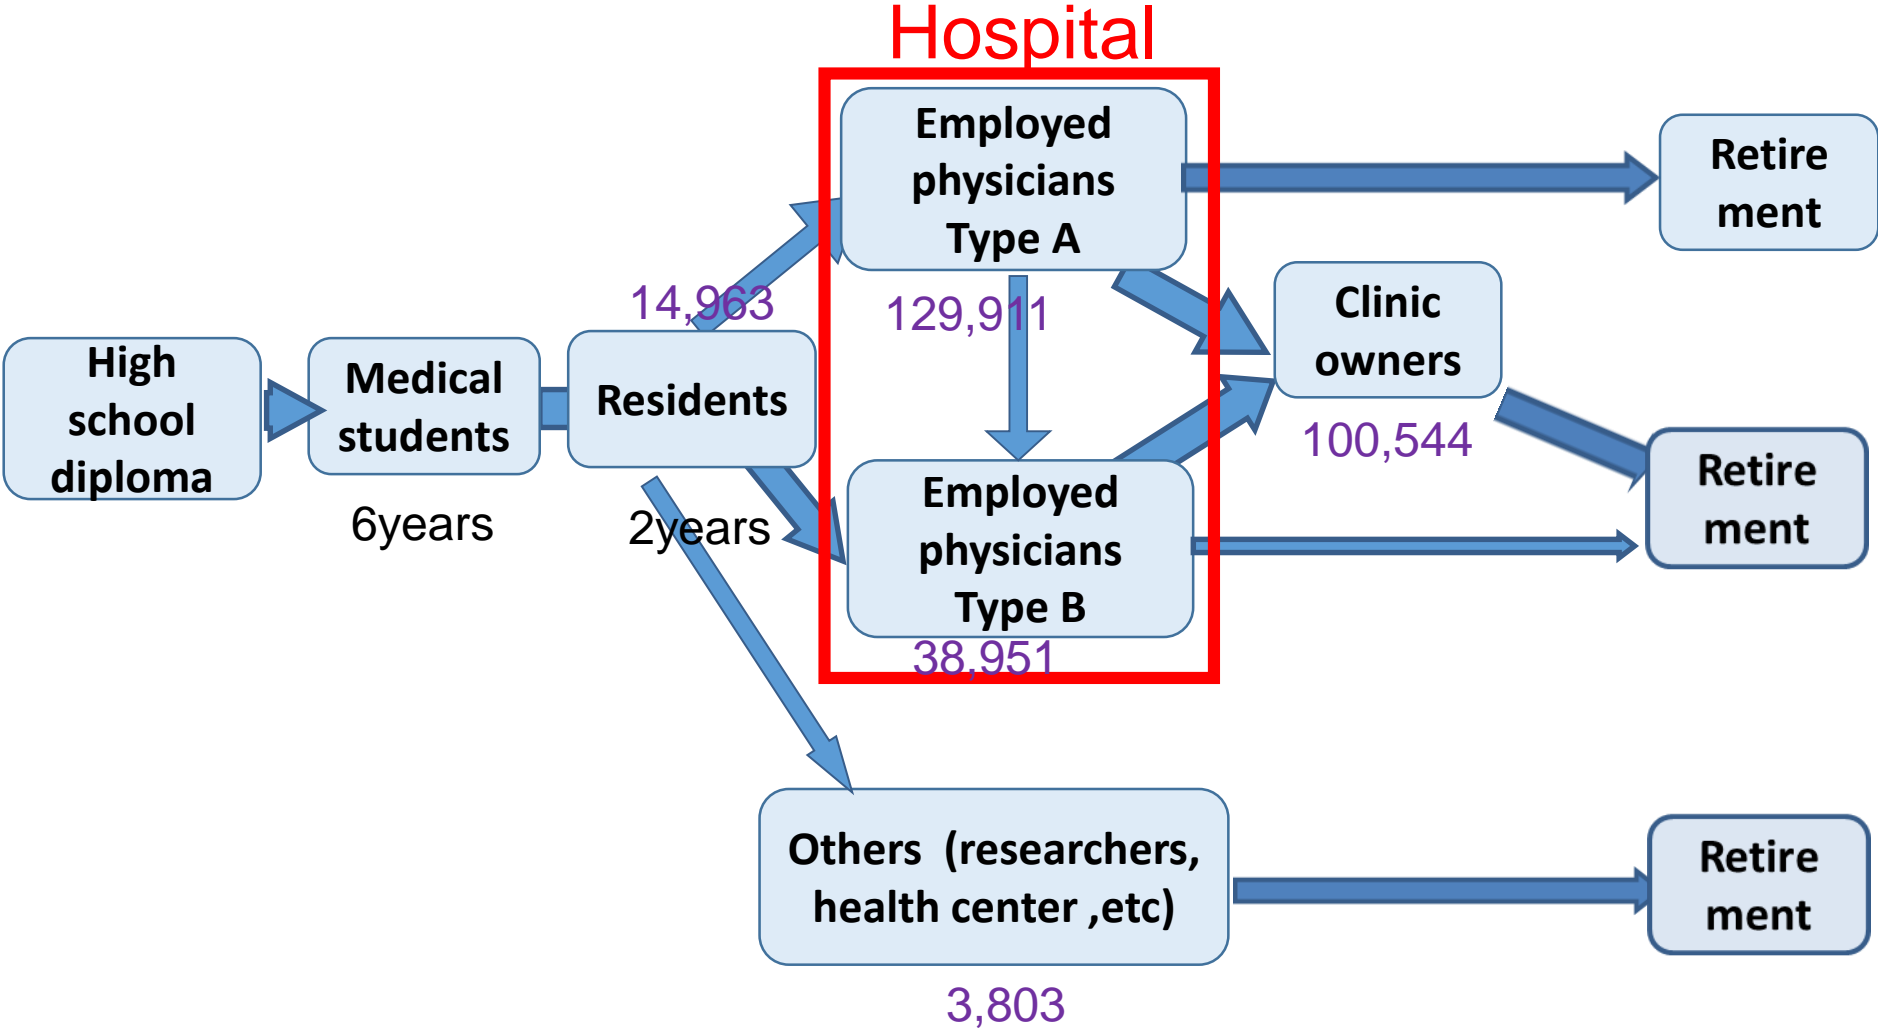 Hospital
Employed
physicians
Type A
Retire
ment
14,963
129,911
Clinic
owners
High
school
diploma
Medical
students
Residents
100,544
6years
2years
Employed
physicians
Type B
Retire
ment
38,951
Others  (researchers,
health center ,etc)
Retire
ment
3,803